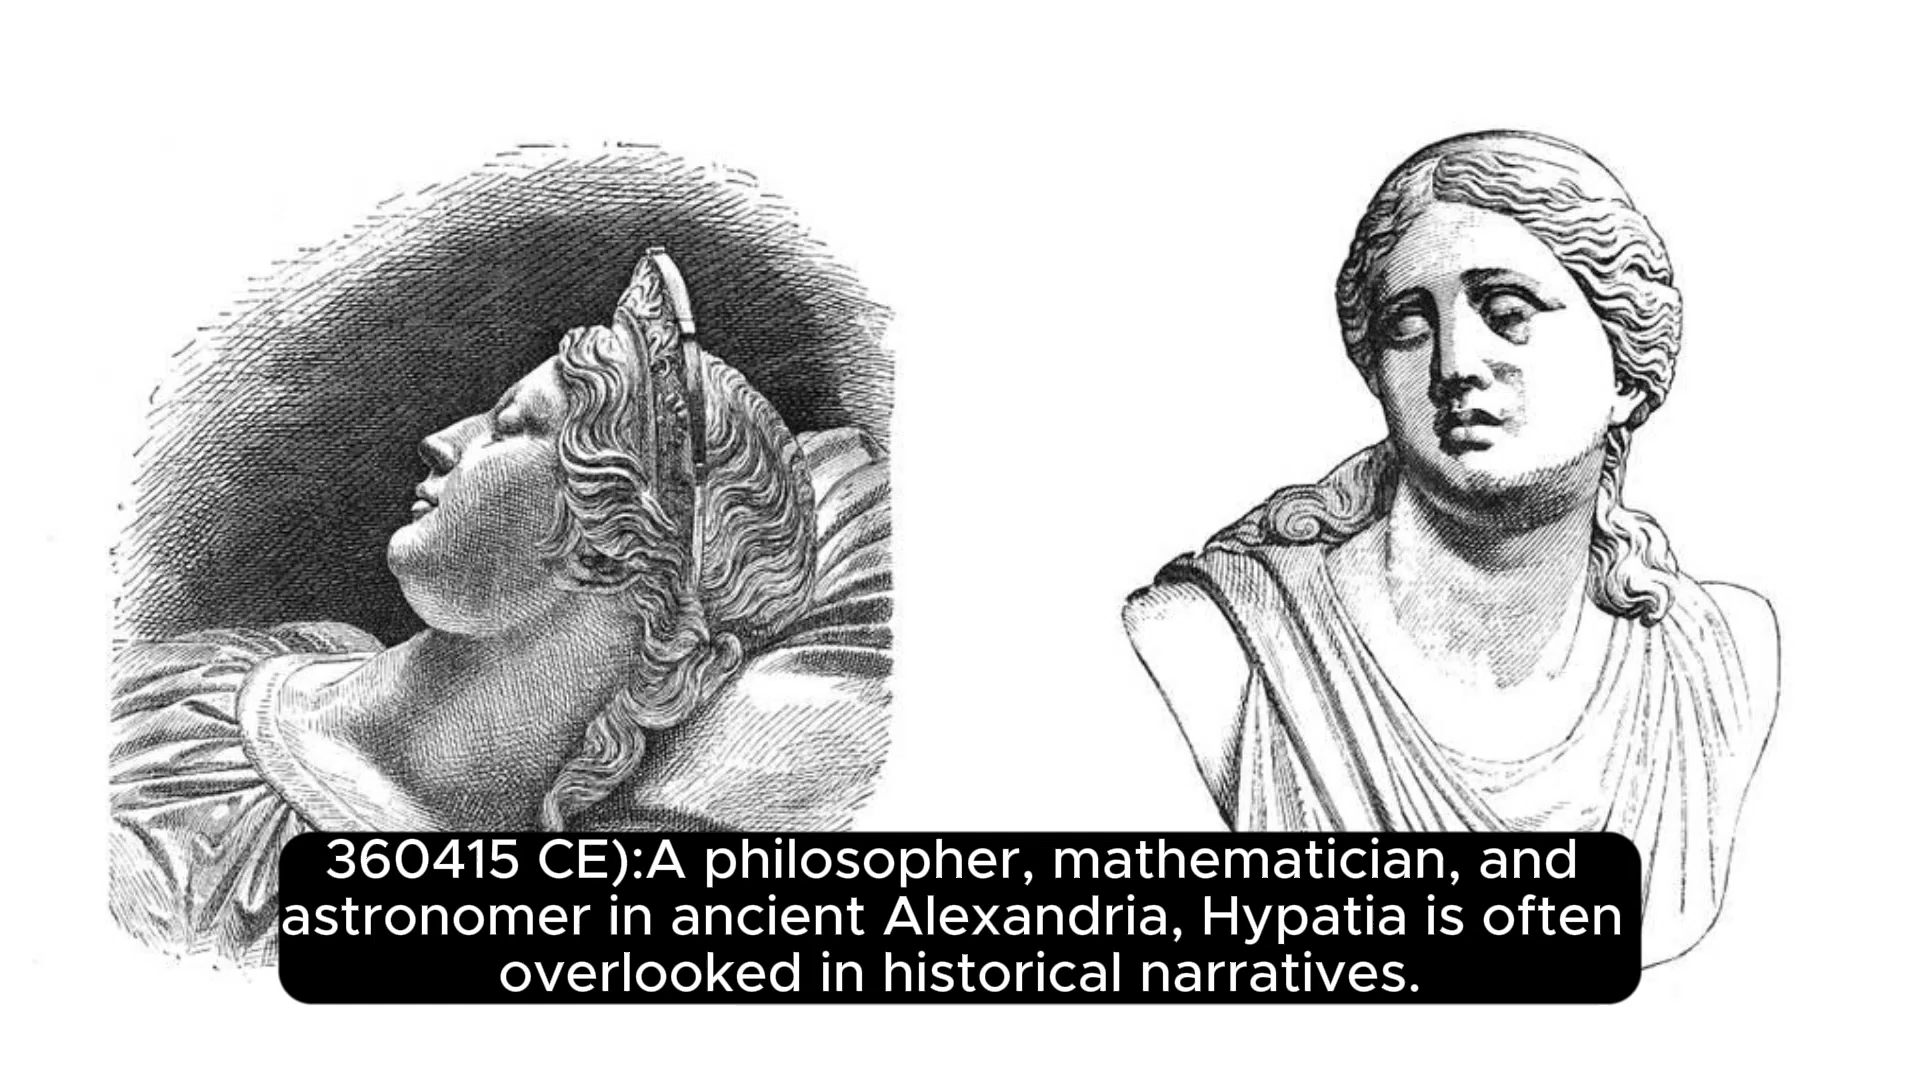 360415 CE):A philosopher, mathematician, and
astronomer in ancient Alexandria, Hypatia is often
overlooked in historical narratives.